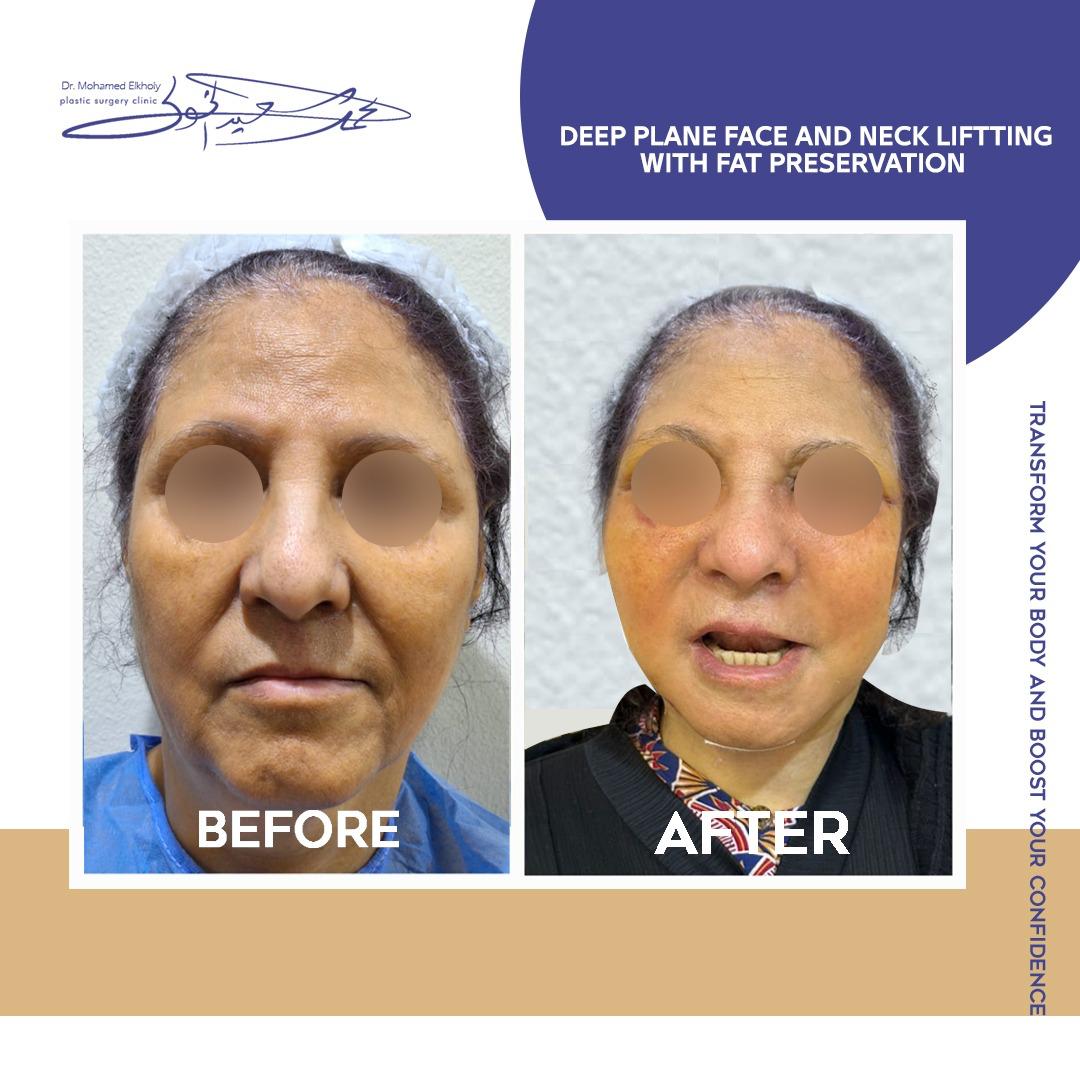 Dr. Mohamed Elkholy
plastic surgery clinic
DEEP PLANE FACE AND NECK LIFTTING
WITH FAT PRESERVATION
BEFORE
AFTER
TRANSFORM YOUR BODY AND BOOST YOUR CONFIDENCE